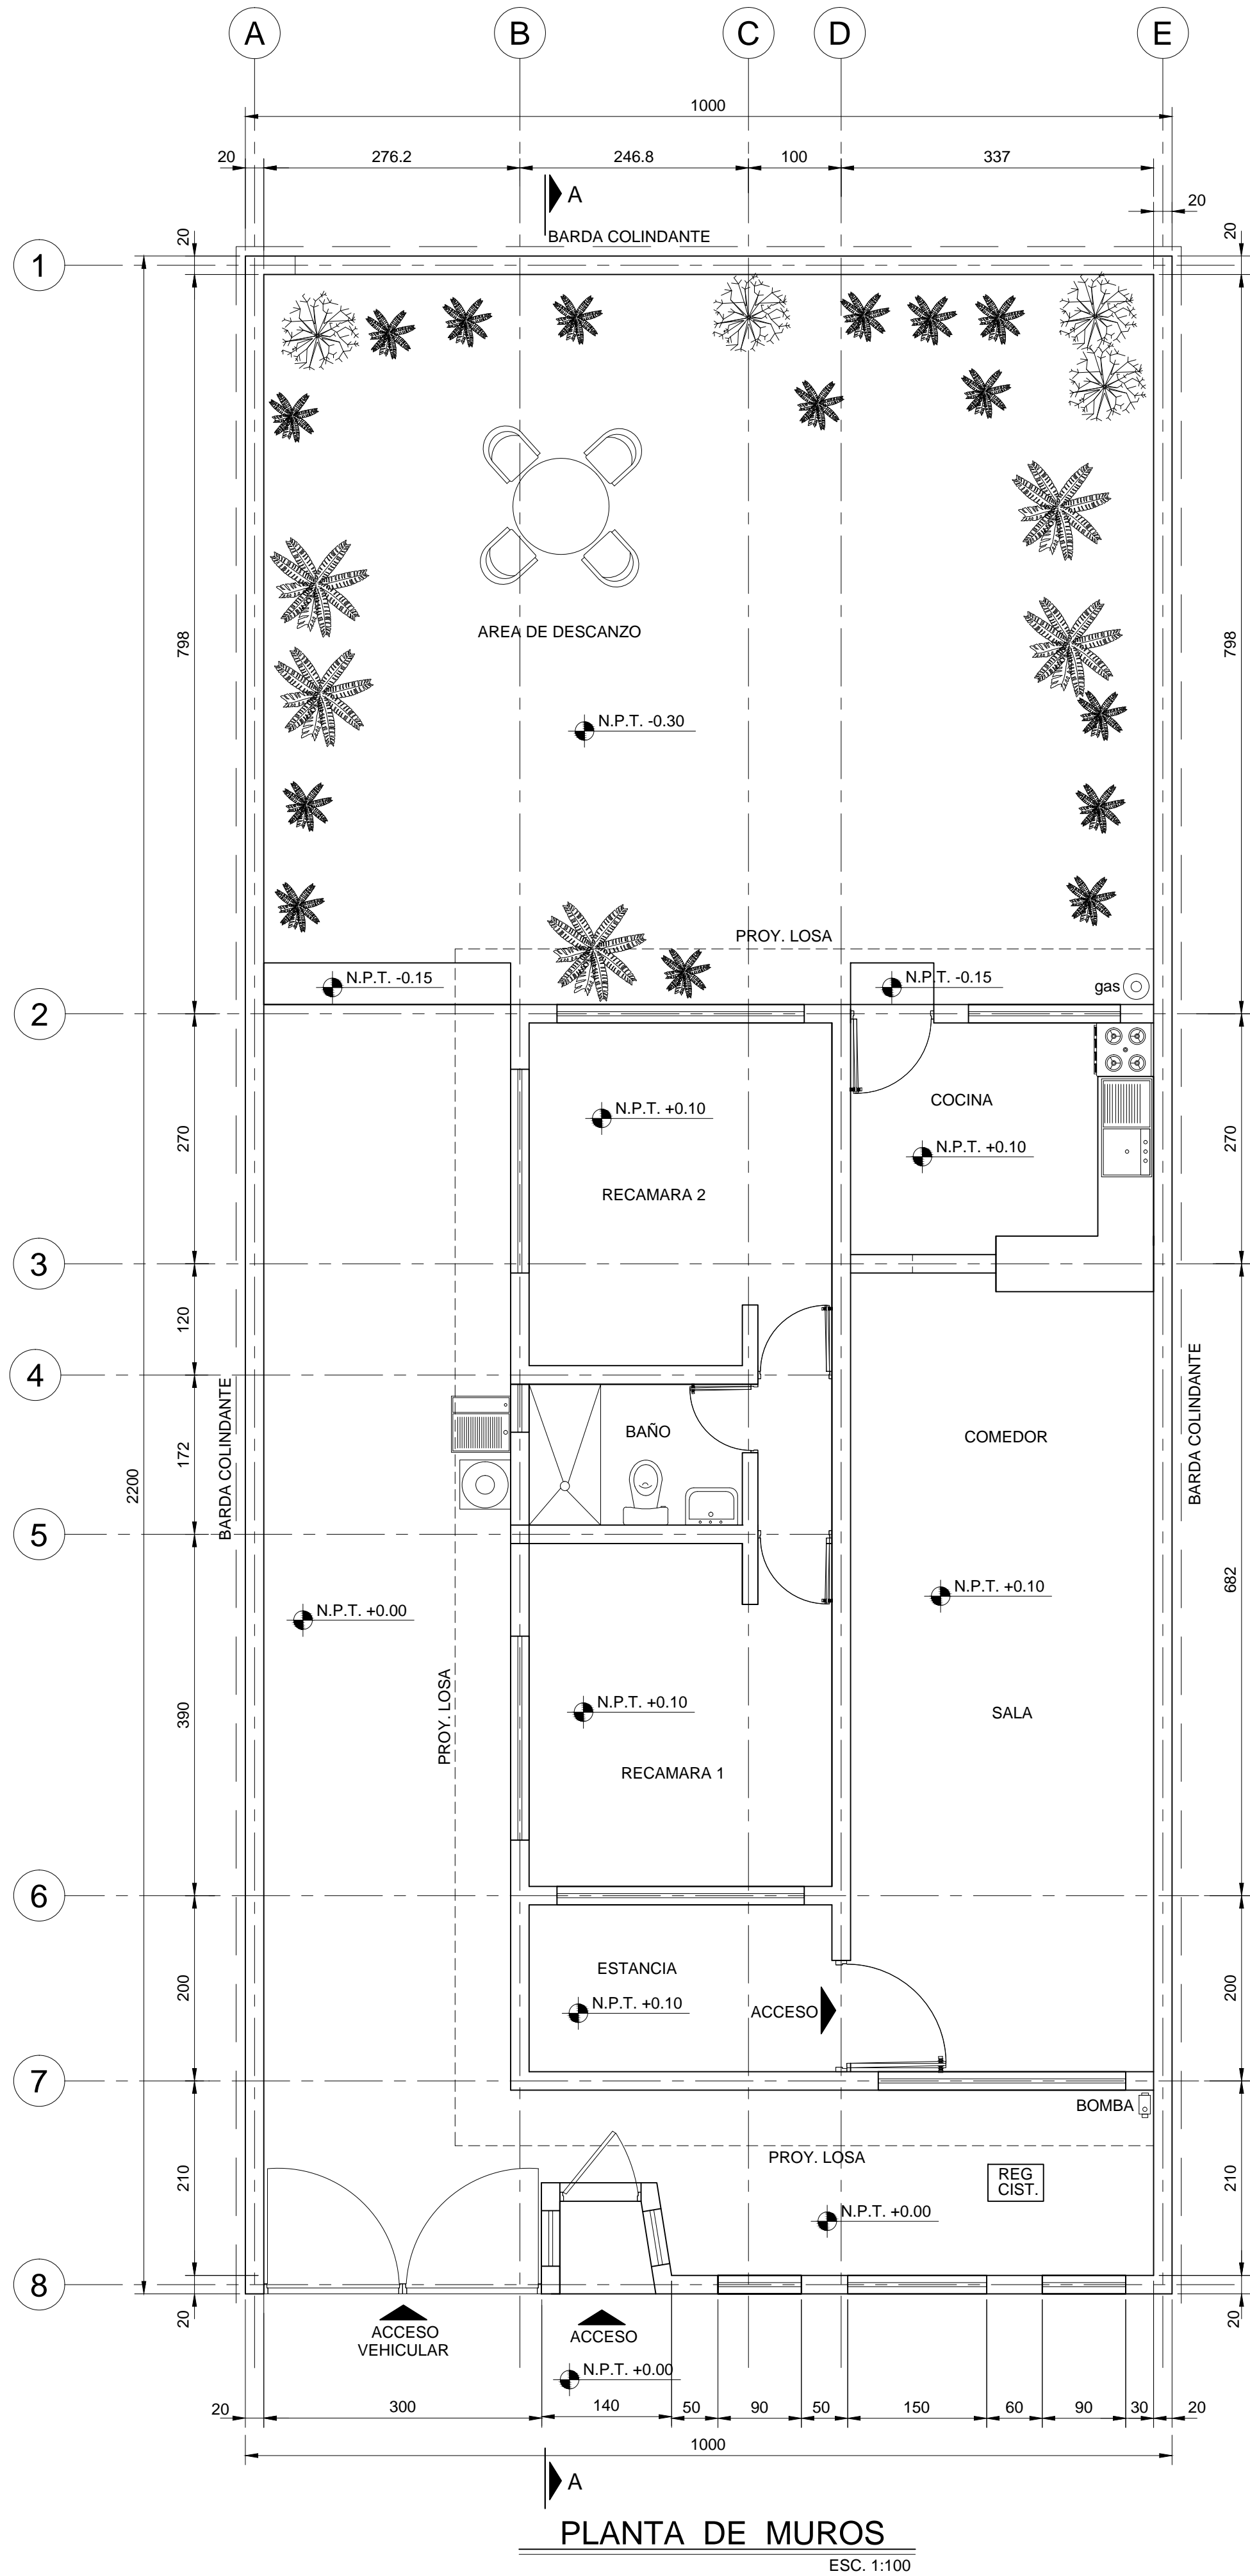 A B C D E
1000
20 276.2 246.8 100 337
20
A
BARDA COLINDANTE
20
20
1
798
798
AREA DE DESCANZO
N.P.T. -0.30
PROY. LOSA
N.P.T. -0.15
N.P.T. -0.15
gas
2
N.P.T. +0.10
COCINA
270
270
N.P.T. +0.10
RECAMARA 2
3
120
4
BARDA COLINDANTE
BARDA COLINDANTE
BAÑO
COMEDOR
172
2200
5
N.P.T. +0.10
682
N.P.T. +0.00
PROY. LOSA
N.P.T. +0.10
390
SALA
RECAMARA 1
6
ESTANCIA
200
200
N.P.T. +0.10
ACCESO
7
BOMBA
PROY. LOSA
210
210
REG
CIST.
N.P.T. +0.00
8
20
20
ACCESO
VEHICULAR
ACCESO
N.P.T. +0.00
20 300 140 50 90 50 150 60 90 30 20
1000
A
PLANTA DE MUROS
ESC. 1:100